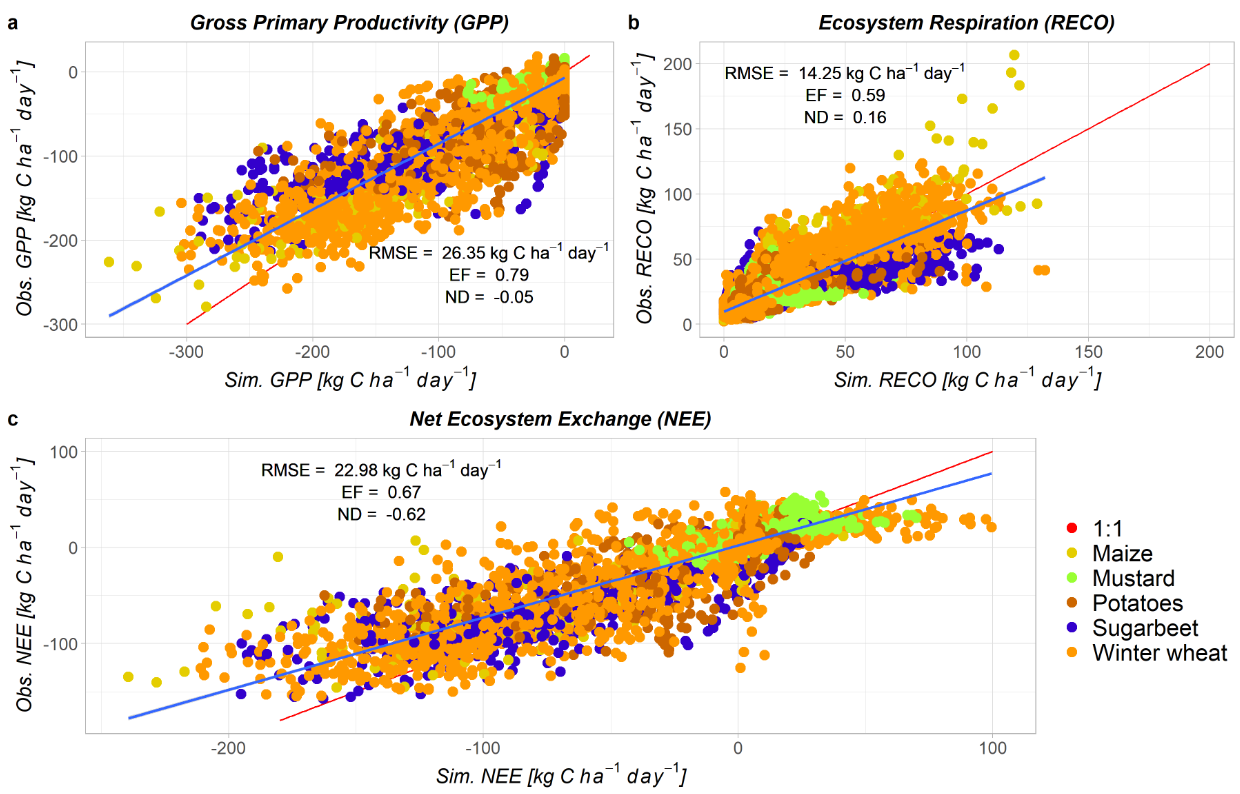 a
Gross Primary Productivity (GPP)
0
-100
-200
-300
Obs. GPP [kg C ha⁻¹ day⁻¹]
RMSE = 26.35 kg C ha⁻¹ day⁻¹
EF = 0.79
ND = -0.05
-300 -200 -100 0
Sim. GPP [kg C ha⁻¹ day⁻¹]
b
Ecosystem Respiration (RECO)
200
150
100
50
0
Obs. RECO [kg C ha⁻¹ day⁻¹]
RMSE = 14.25 kg C ha⁻¹ day⁻¹
EF = 0.59
ND = 0.16
0 50 100 150 200
Sim. RECO [kg C ha⁻¹ day⁻¹]
c
Net Ecosystem Exchange (NEE)
100
0
-100
Obs. NEE [kg C ha⁻¹ day⁻¹]
RMSE = 22.98 kg C ha⁻¹ day⁻¹
EF = 0.67
ND = -0.62
-200 -100 0 100
Sim. NEE [kg C ha⁻¹ day⁻¹]
1:1
Maize
Mustard
Potatoes
Sugarbeet
Winter wheat